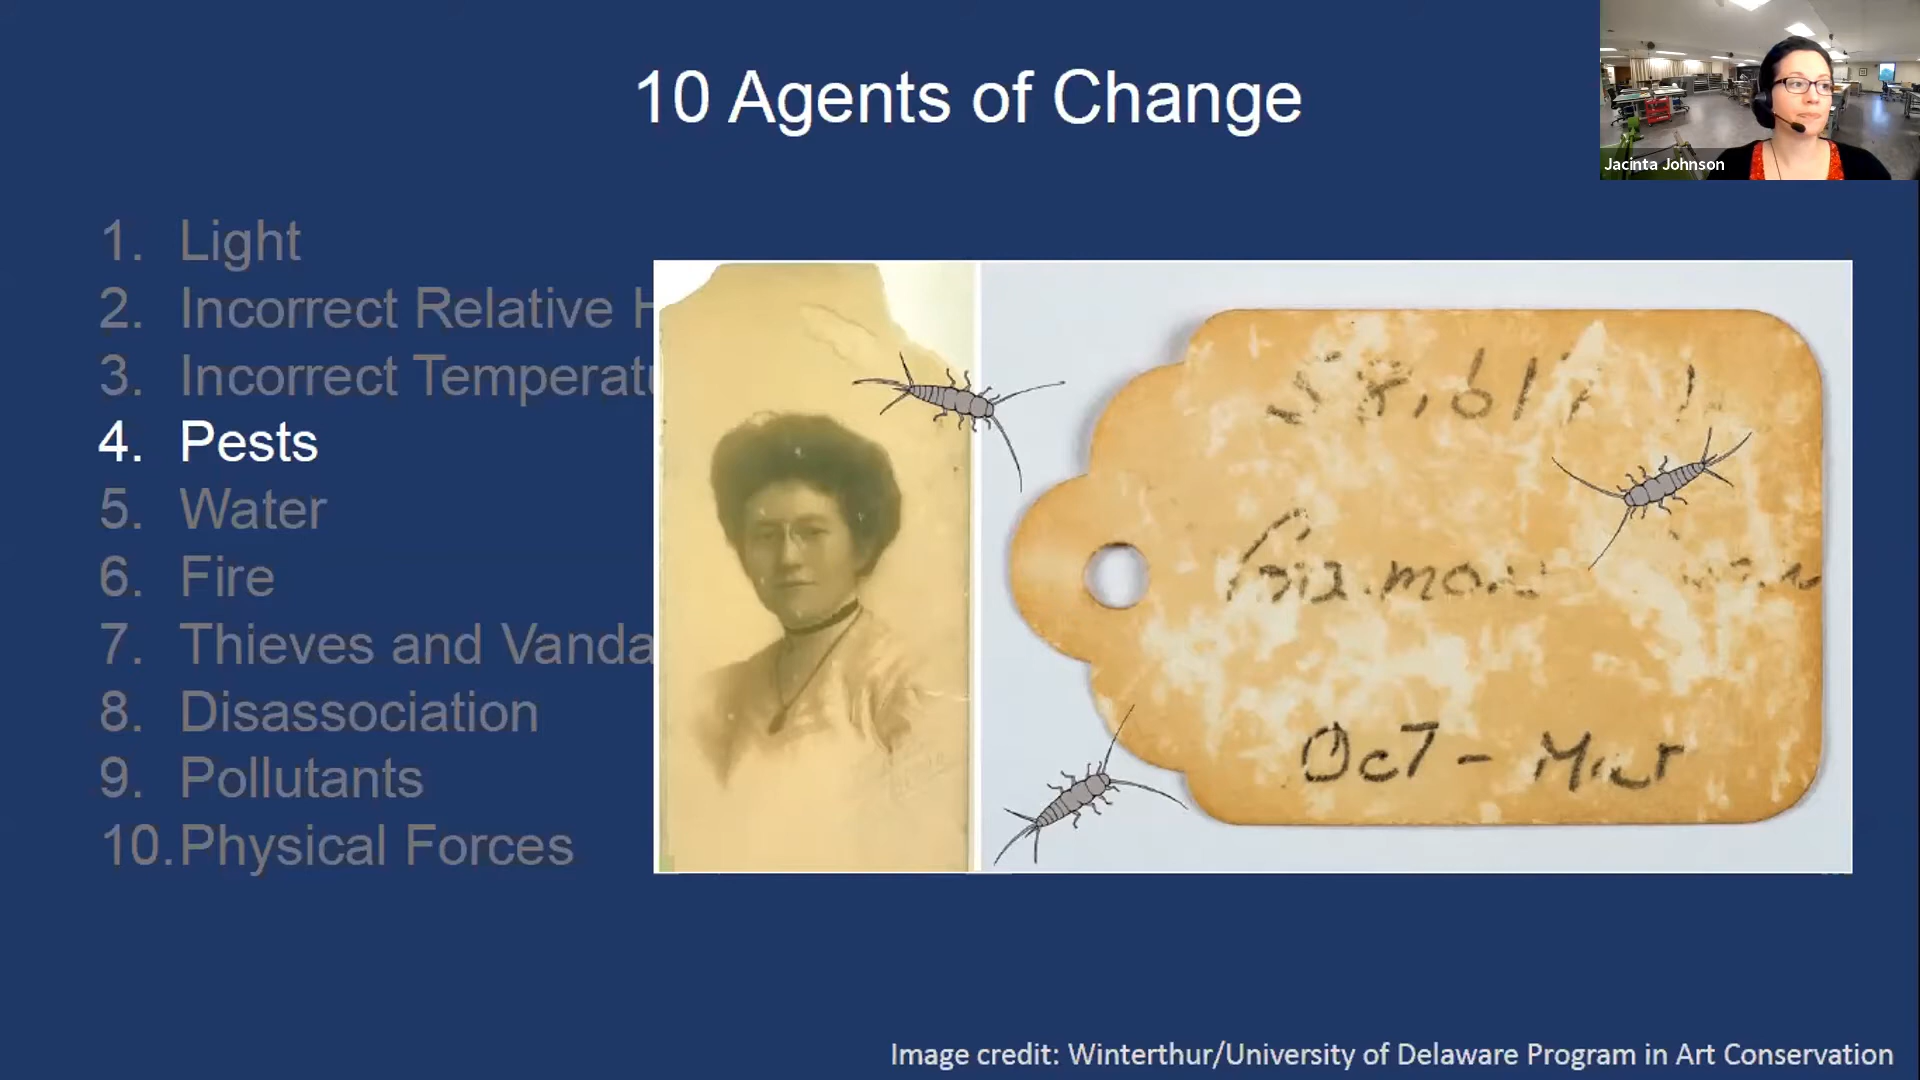 10 Agents of Change
Jacinta Johnson
1. Light
2. Incorrect Relative H
3. Incorrect Temperatu
4. Pests
5. Water
6. Fire
7. Thieves and Vanda
8. Disassociation
9. Pollutants
10. Physical Forces
Oct -
Image credit: Winterthur/University of Delaware Program in Art Conservation